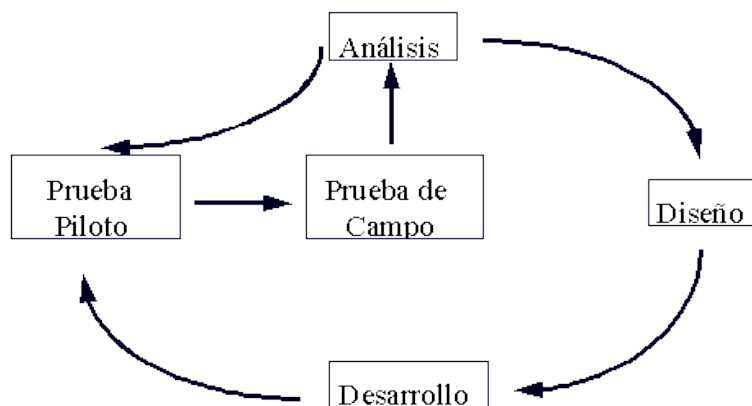 Análisis
Prueba
Piloto
Prueba de
Campo
Diseño
Desarrollo